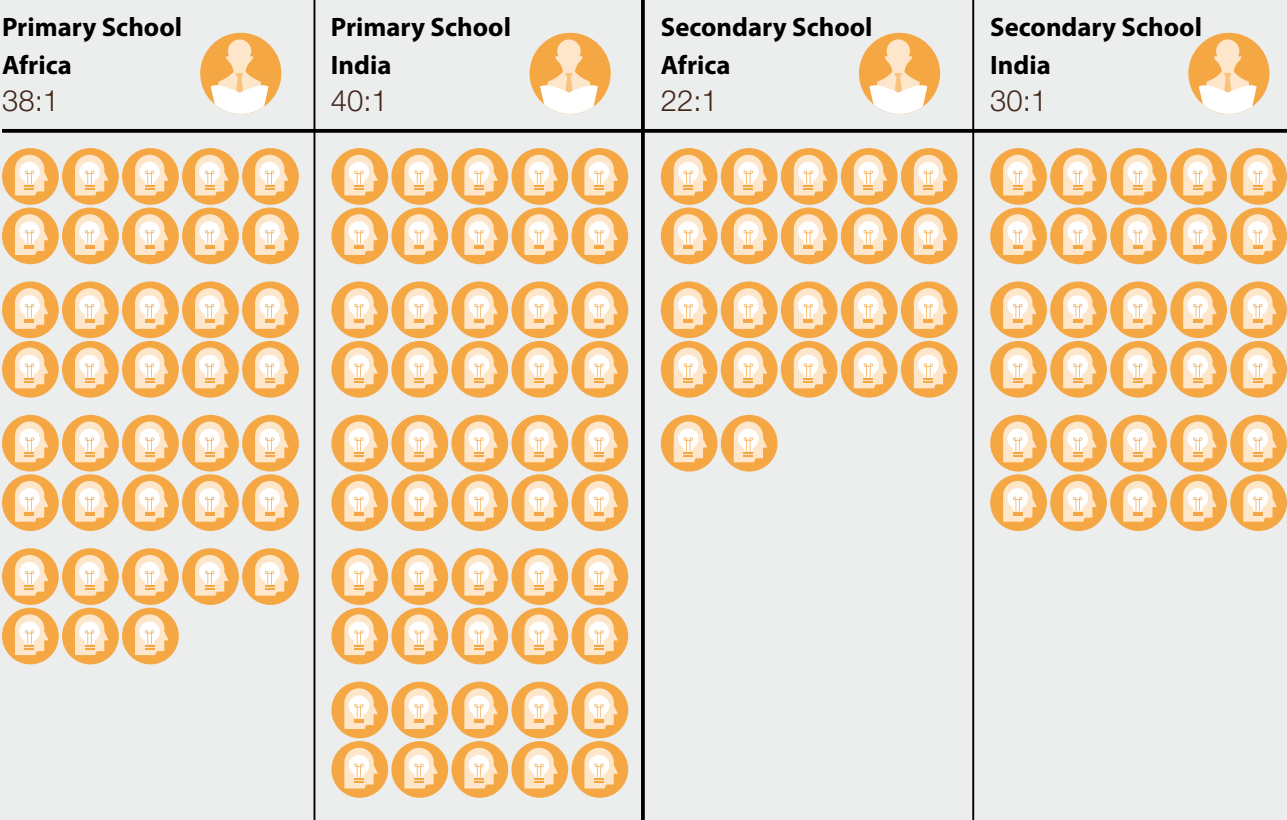 Primary School
Africa
38:1
Primary School
India
40:1
Secondary School
Africa
22:1
Secondary School
India
30:1